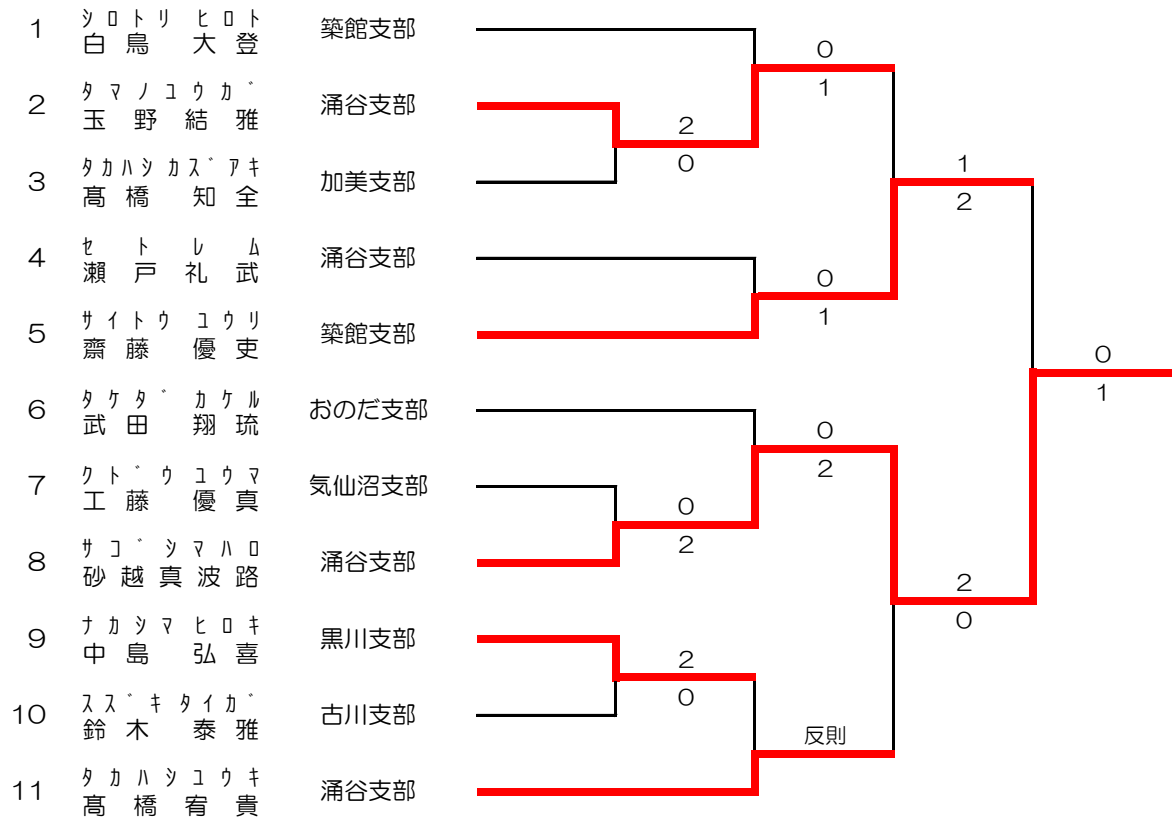 1 シロトリ ヒロト
白鳥 大登 築館支部
2 タマノユウガ
玉野結雅 涌谷支部
3 タカハシ カズアキ
髙橋 知全 加美支部
4 セトレム
瀬戸礼武 涌谷支部
5 サイトウ ユウリ
齋藤 優吏 築館支部
6 タケダ カケル
武田 翔琉 おのだ支部
7 クドウ ユウマ
工藤 優真 気仙沼支部
8 サゴシマハロ
砂越真波路 涌谷支部
9 ナカシマ ヒロキ
中島 弘喜 黒川支部
10 スズキ タイガ
鈴木 泰雅 古川支部
11 タカハシユウキ
髙橋宥貴 涌谷支部
2
0
0
2
2
0
0
1
0
1
0
2
反則
1
2
2
0
0
1